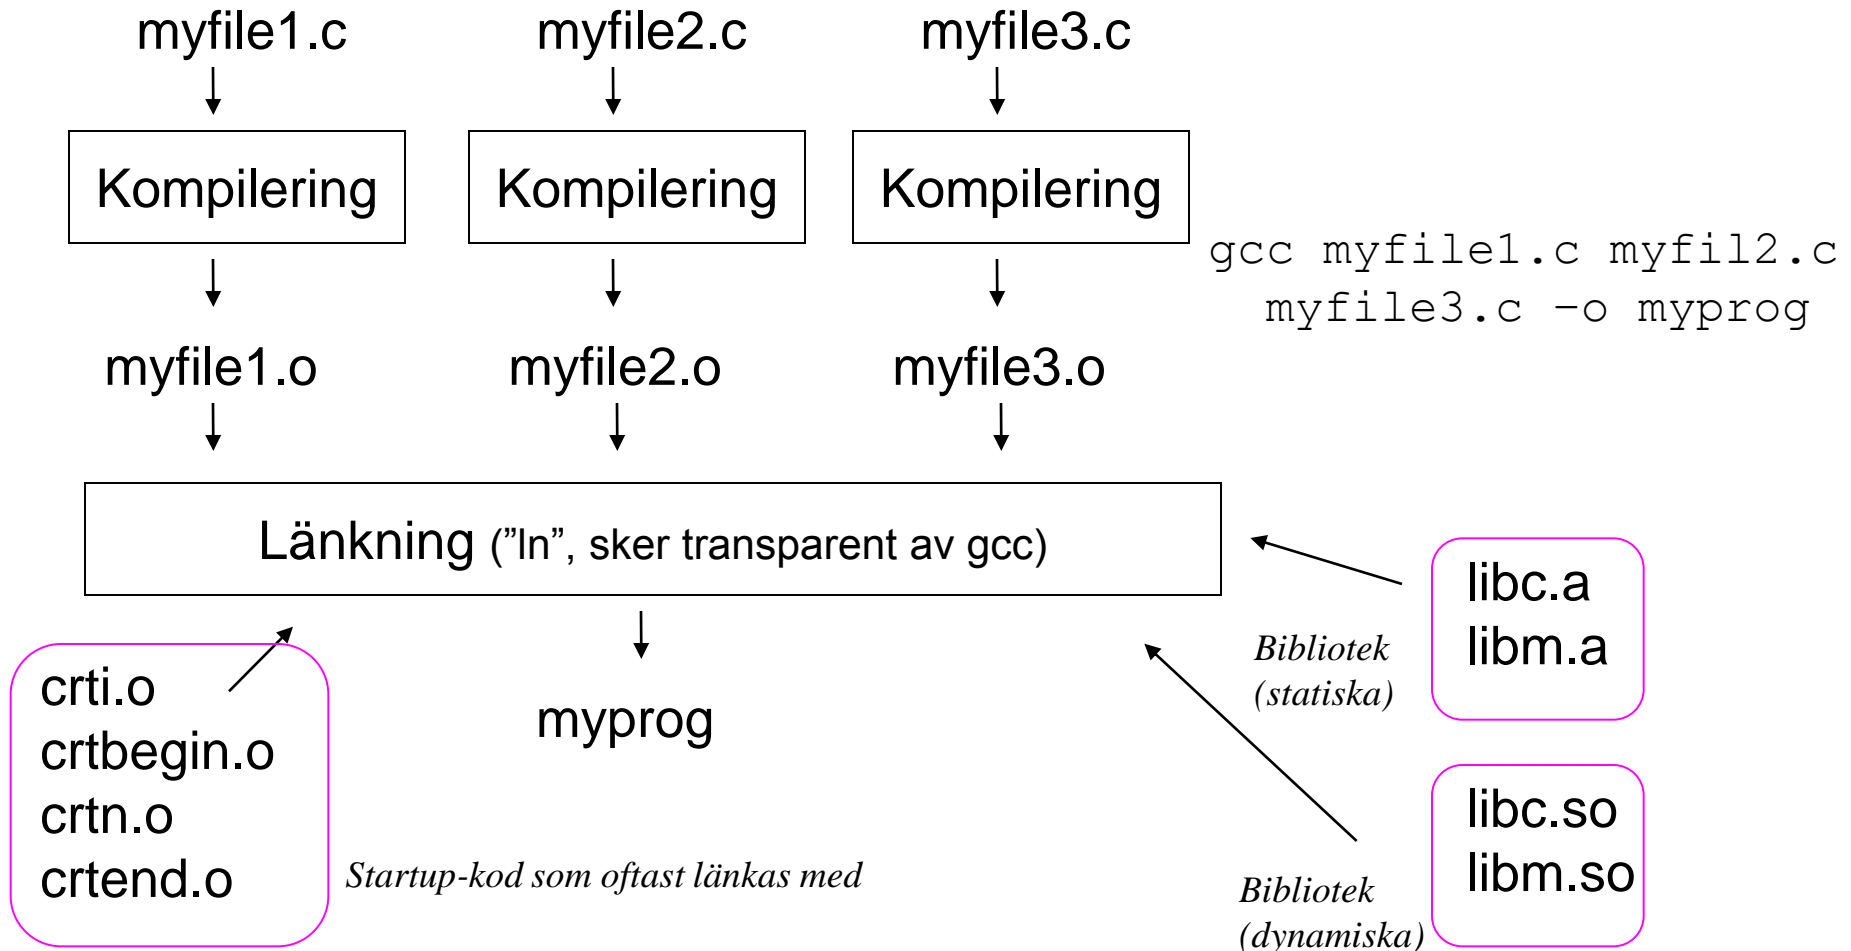 myfile1.c myfile2.c myfile3.c
Kompilering Kompilering Kompilering
gcc myfile1.c myfil2.c
myfile3.c –o myprog
myfile1.o myfile2.o myfile3.o
Länkning (”ln”, sker transparent av gcc)
libc.a
libm.a
Bibliotek
(statiska)
crti.o
crtbegin.o
crtn.o
crtend.o
myprog
Startup-kod som oftast länkas med
libc.so
libm.so
Bibliotek
(dynamiska)